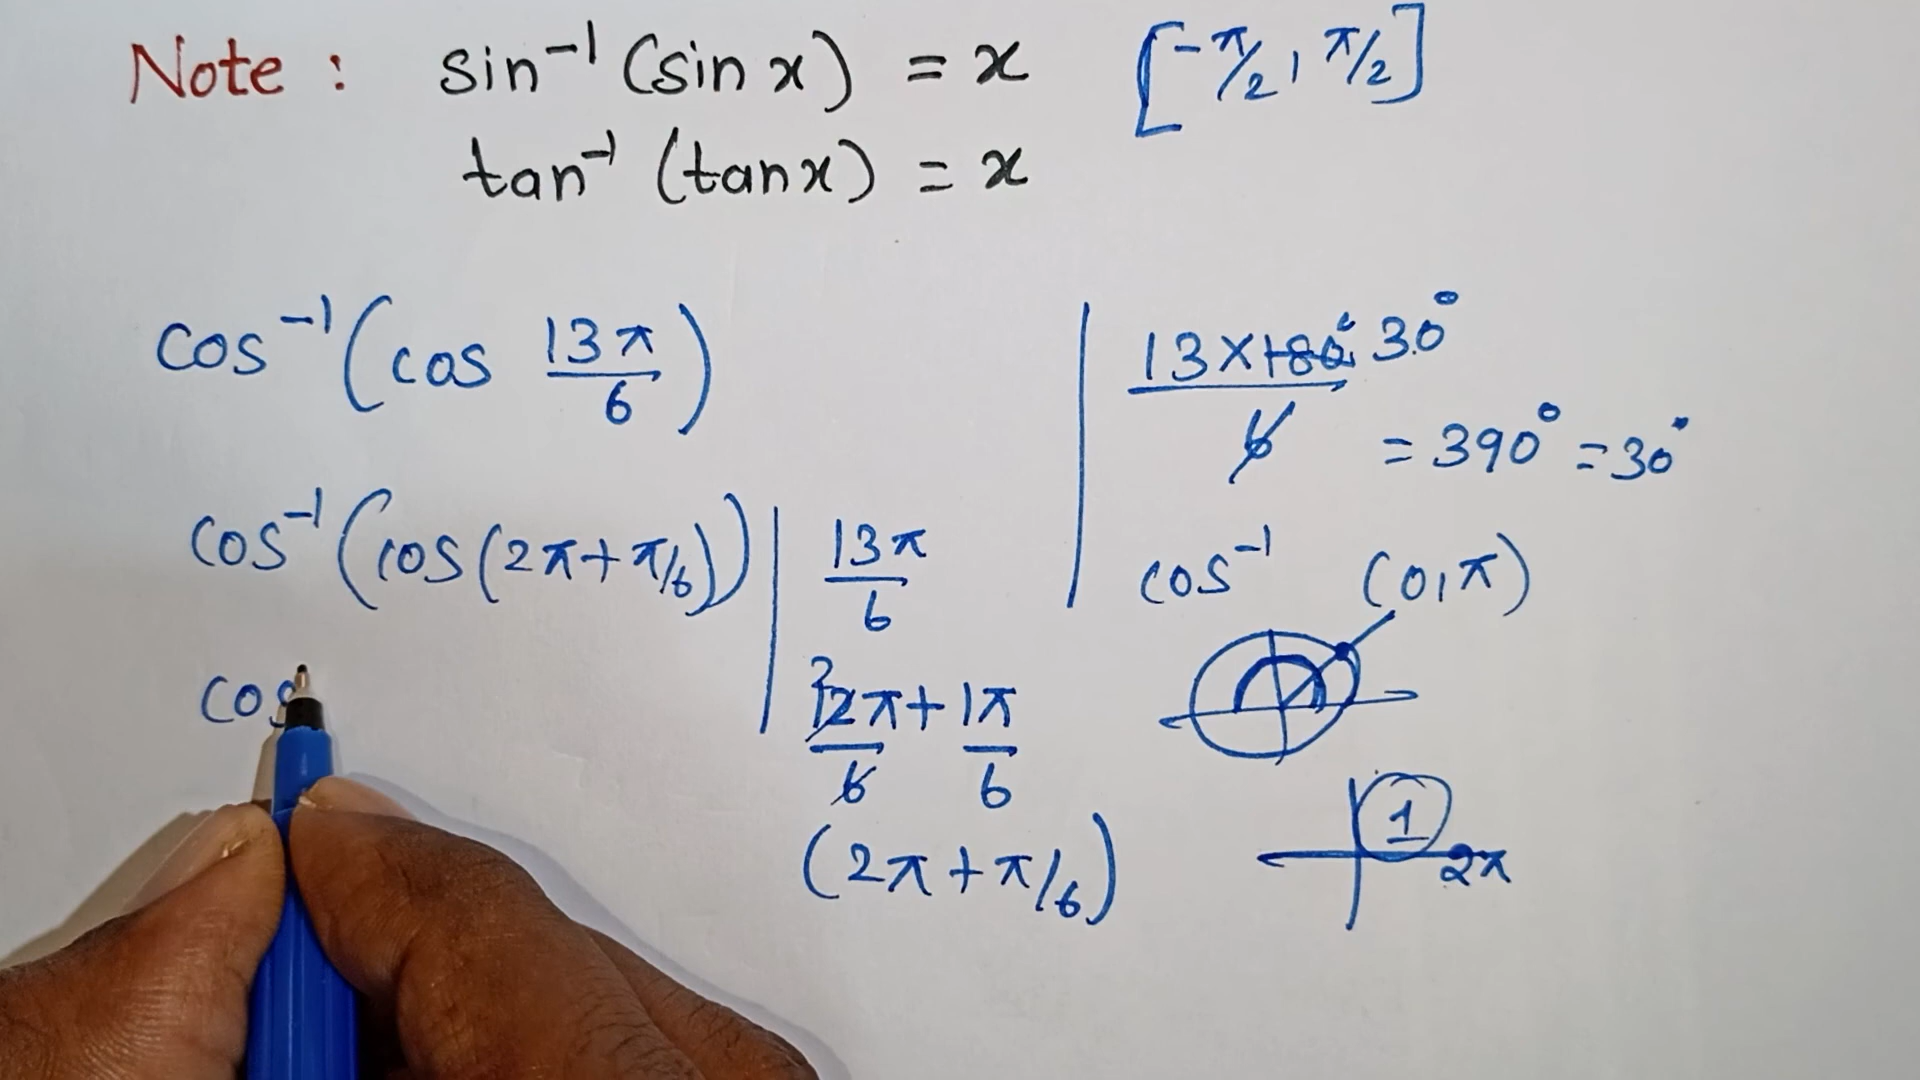 Note : sin⁻¹ (sin x) = x [-π/2, π/2]
tan⁻¹ (tan x) = x
cos⁻¹ (cos 13π/6)
cos⁻¹ (cos (2π + π/6))
cos
13π/6
12π/6 + 1π/6
2
(2π + π/6)
13 × 180° 30°
6
= 390° = 30°
cos⁻¹ (0, π)
1
2π